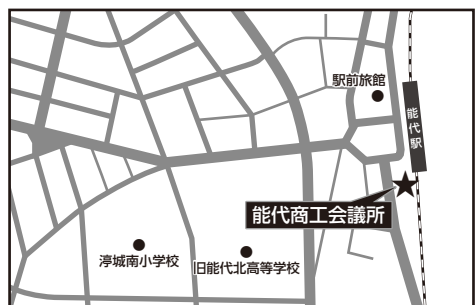 駅前旅館
能代駅
能代商工会議所
渟城南小学校
旧能代北高等学校